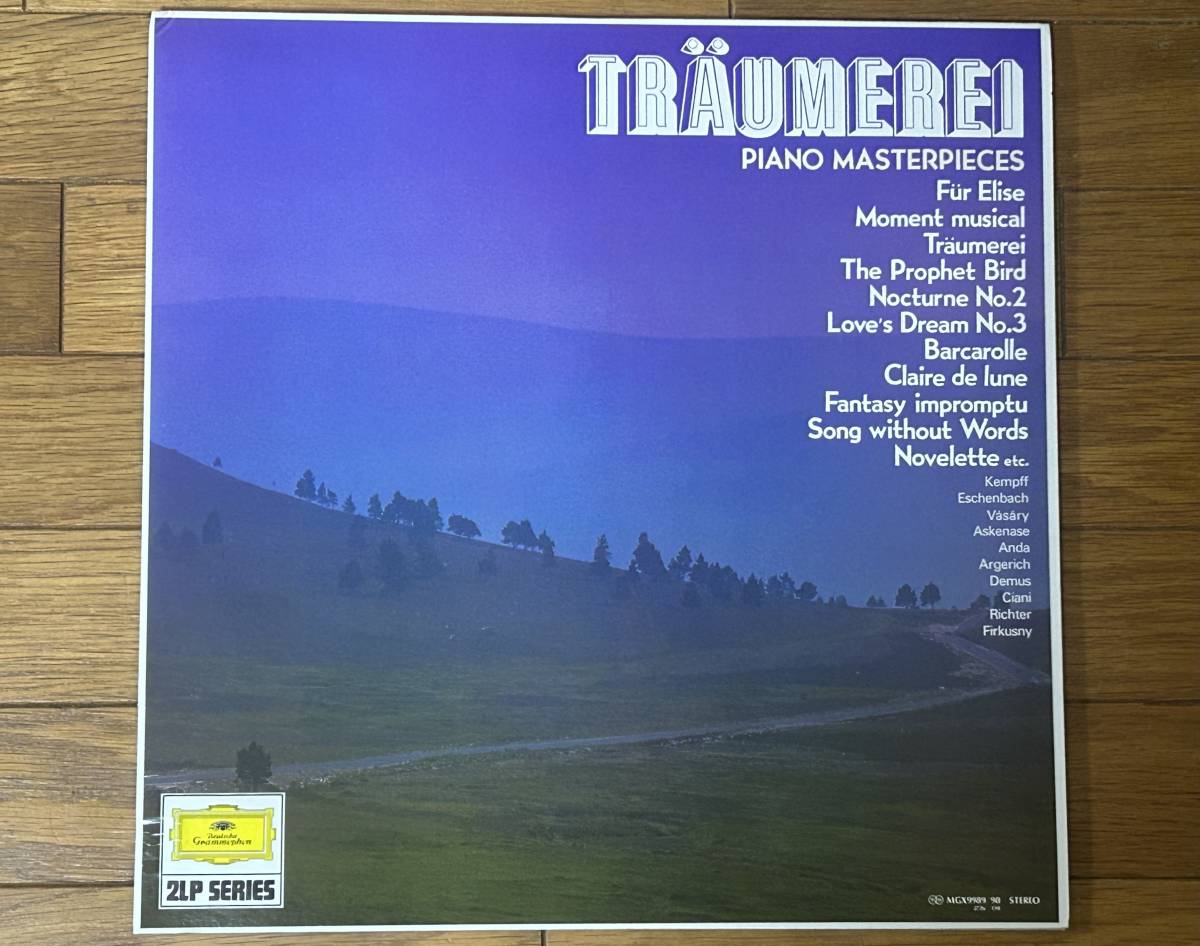 TRÄUMEREI
PIANO MASTERPIECES
Für Elise
Moment musical
Träumerei
The Prophet Bird
Nocturne No.2
Love's Dream No.3
Barcarolle
Claire de lune
Fantasy impromptu
Song without Words
Novelette etc.
Kempff
Eschenbach
Vásáry
Askenase
Anda
Argerich
Demus
Ciani
Richter
Firkusny
Deutsche
Grammophon
2LP SERIES
MGX9989 90 STEREO